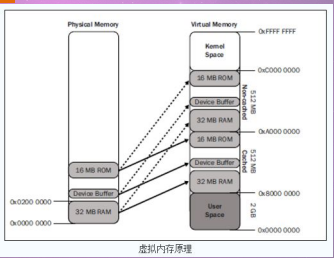 Physical Memory
Virtual Memory
0xFFFF FFFF
Kernel
Space
0xC000 0000
16 MB ROM
Device Buffer
32 MB RAM
Non-cached
512 MB
0xA000 0000
16 MB ROM
16 MB ROM
Device Buffer
Cached
512 MB
Device Buffer
0x0200 0000
32 MB RAM
32 MB RAM
0x8000 0000
0x0000 0000
User
Space
2 GB
0x0000 0000
虚拟内存原理